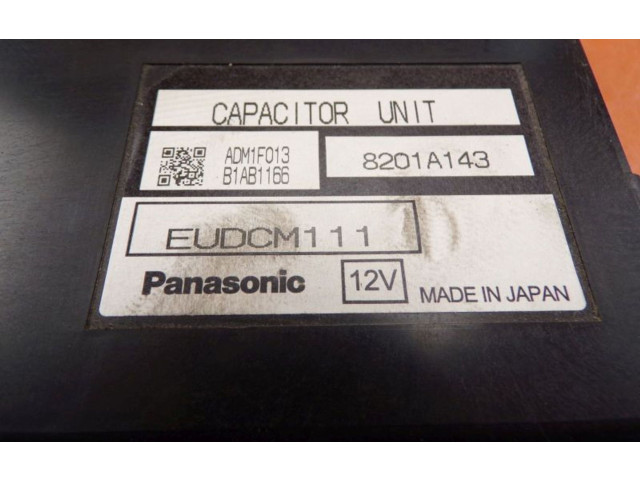 CAPACITOR UNIT
ADM1F013
B1AB1166
8201A143
EUDCM111
Panasonic 12V MADE IN JAPAN